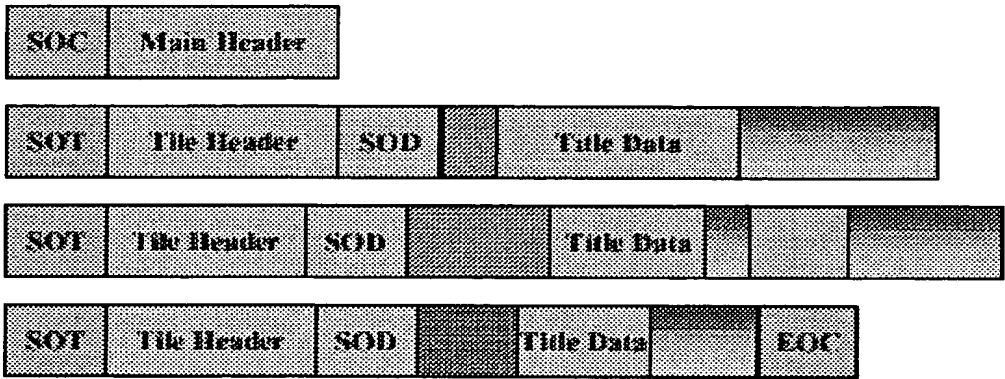 SOC Main Header
SOT Tile Header SOD Title Data
SOT Tile Header SOD Title Data
SOT Tile Header SOD Title Data EOC